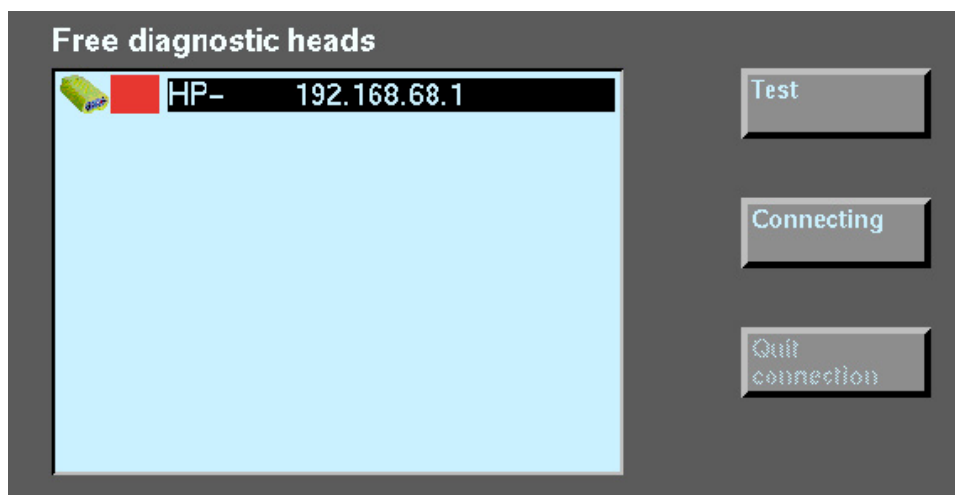 Free diagnostic heads
HP- 192.168.68.1
Test
Connecting
Quit
connection